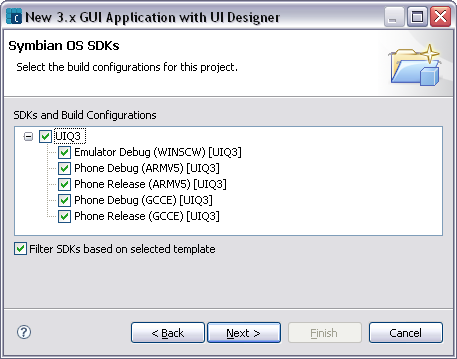 New 3.x GUI Application with UI Designer
Symbian OS SDKs
Select the build configurations for this project.
SDKs and Build Configurations
UIQ3
Emulator Debug (WINSCW) [UIQ3]
Phone Debug (ARMV5) [UIQ3]
Phone Release (ARMV5) [UIQ3]
Phone Debug (GCCE) [UIQ3]
Phone Release (GCCE) [UIQ3]
Filter SDKs based on selected template
? < Back Next > Finish Cancel